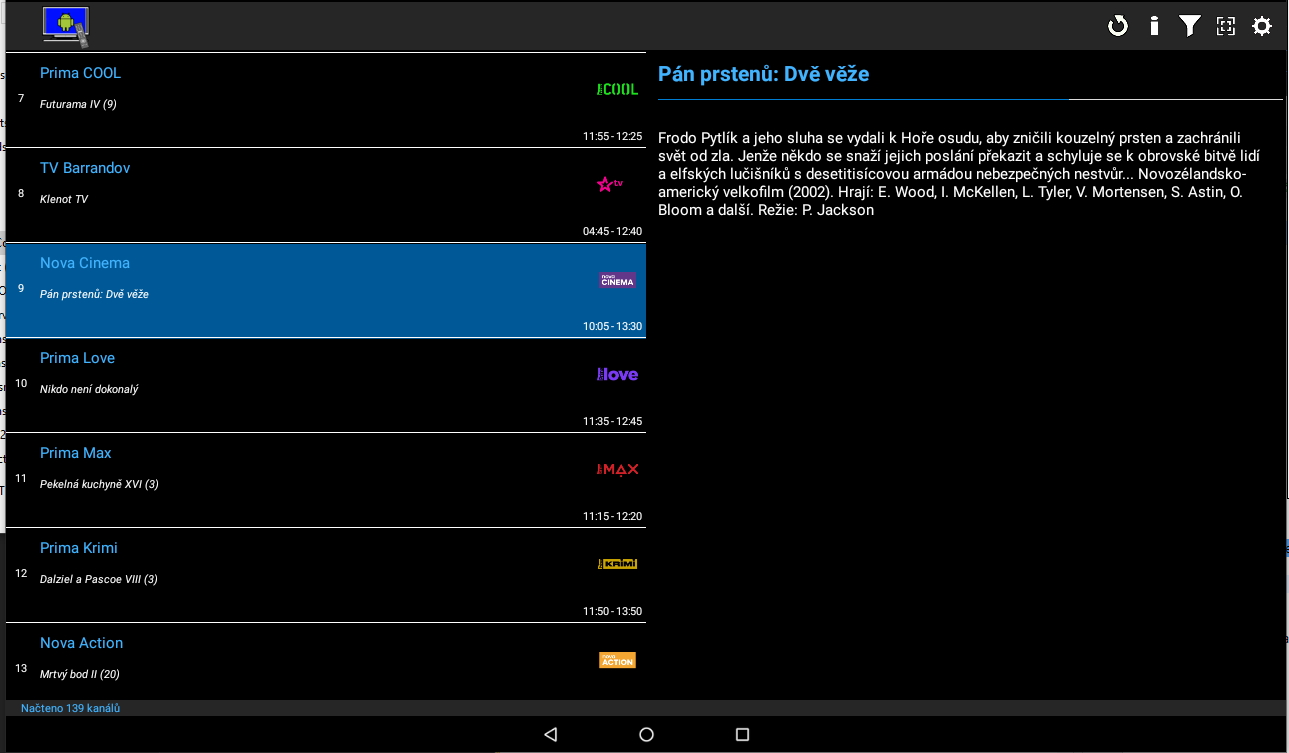 Prima COOL
7
Futurama IV (9)
COOL
11:55 - 12:25
TV Barrandov
8
Klenot TV
tv
04:45 - 12:40
Nova Cinema
9
Pán prstenů: Dvě věže
nova
CINEMA
10:05 - 13:30
Prima Love
10
Nikdo není dokonalý
love
11:35 - 12:45
Prima Max
11
Pekelná kuchyně XVI (3)
MAX
11:15 - 12:20
Prima Krimi
12
Dalziel a Pascoe VIII (3)
KRIMI
11:50 - 13:50
Nova Action
13
Mrtvý bod II (20)
nova
ACTION
Načteno 139 kanálů
Pán prstenů: Dvě věže
Frodo Pytlík a jeho sluha se vydali k Hoře osudu, aby zničili kouzelný prsten a zachránili
svět od zla. Jenže někdo se snaží jejich poslání překazit a schyluje se k obrovské bitvě lidí
a elfských lučišníků s desetitisícovou armádou nebezpečných nestvůr... Novozélandsko-
americký velkofilm (2002). Hrají: E. Wood, I. McKellen, L. Tyler, V. Mortensen, S. Astin, O.
Bloom a další. Režie: P. Jackson